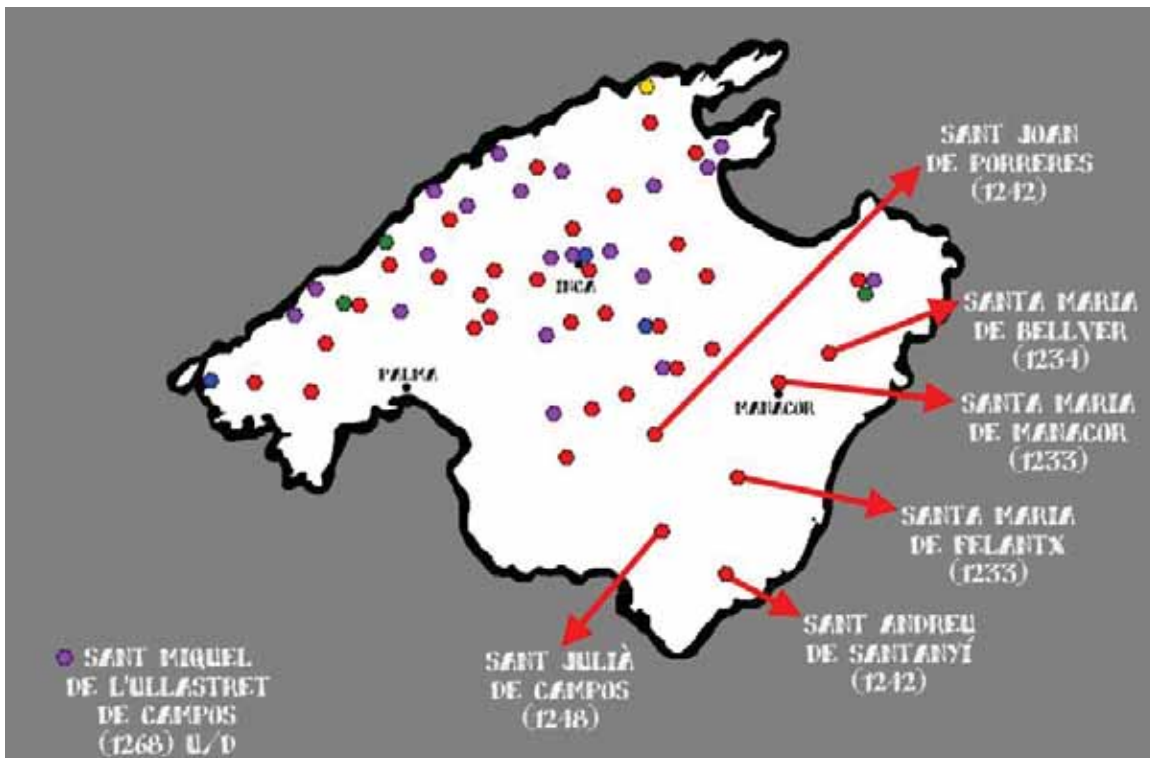 SANT JOAN
DE PORRERES
(1242)
INCA
SANTA MARIA
DE BELLVER
(1234)
PALMA
MANACOR
SANTA MARIA
DE MANACOR
(1233)
SANTA MARIA
DE FELANTX
(1233)
SANT ANDREU
DE SANTANYÍ
(1242)
SANT JULIÀ
DE CAMPOS
(1248)
SANT MIQUEL
DE L'ULLASTRET
DE CAMPOS
(1268) U/D